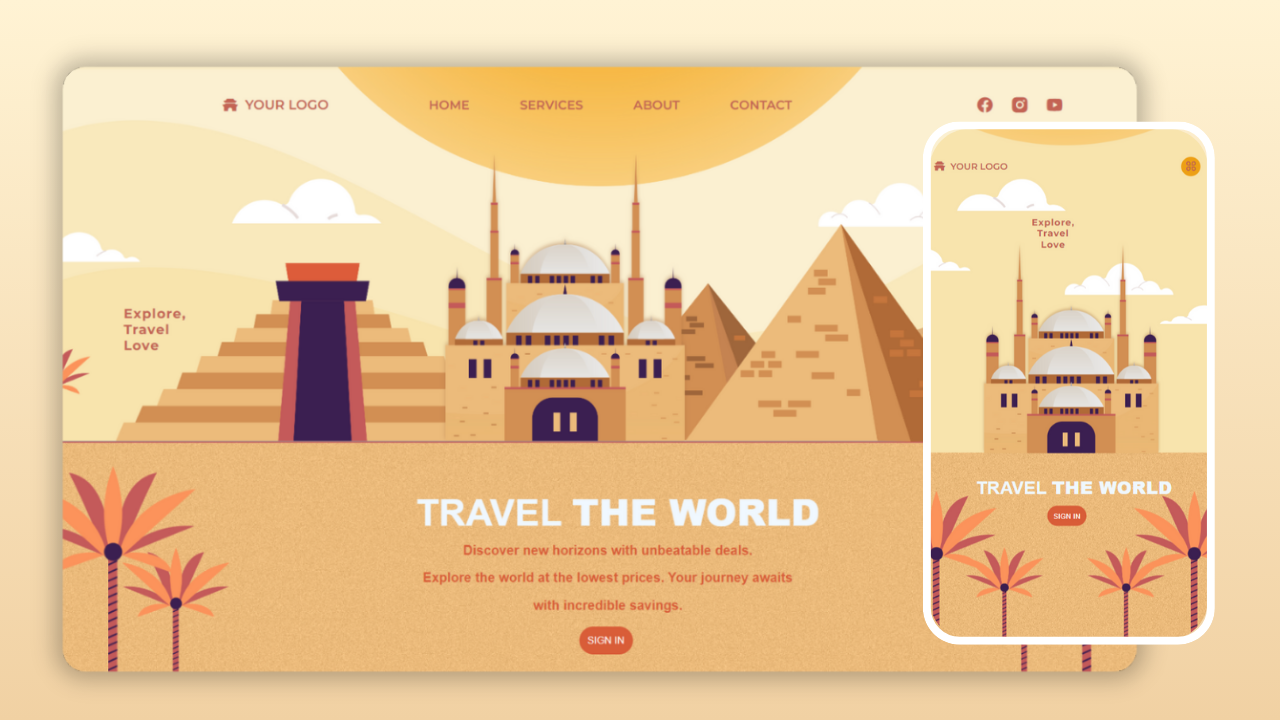 YOUR LOGO
HOME SERVICES ABOUT CONTACT
Explore,
Travel
Love
TRAVEL THE WORLD
Discover new horizons with unbeatable deals.
Explore the world at the lowest prices. Your journey awaits
with incredible savings.
SIGN IN
YOUR LOGO
Explore,
Travel
Love
TRAVEL THE WORLD
SIGN IN